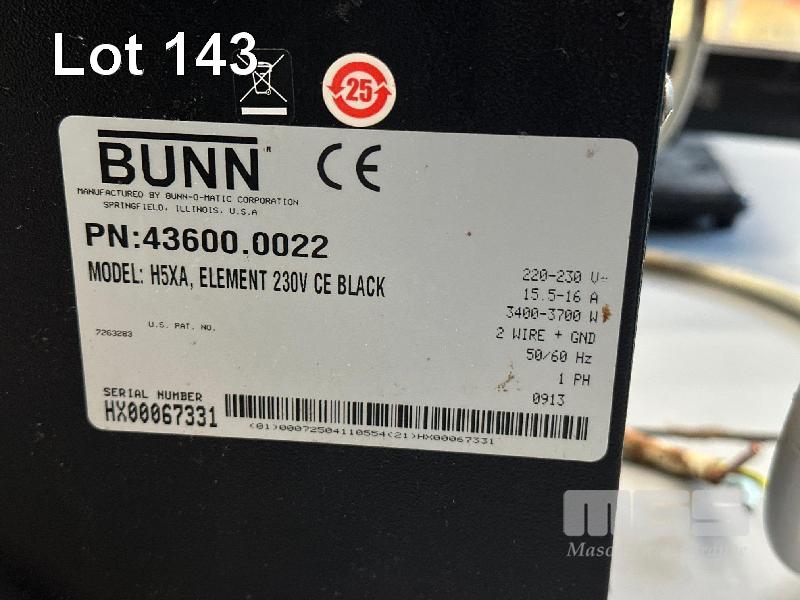 Lot 143
25
BUNN
CE
MANUFACTURED BY BUNN-O-MATIC CORPORATION
SPRINGFIELD, ILLINOIS, U.S.A
PN:43600.0022
MODEL: H5XA, ELEMENT 230V CE BLACK
220-230 V~
15.5-16 A
3400-3700 W
2 WIRE + GND
50/60 Hz
1 PH
0913
U.S. PAT. NO.
7263283
SERIAL NUMBER
HX00067331
(01)00072504110554(21)HX00067331